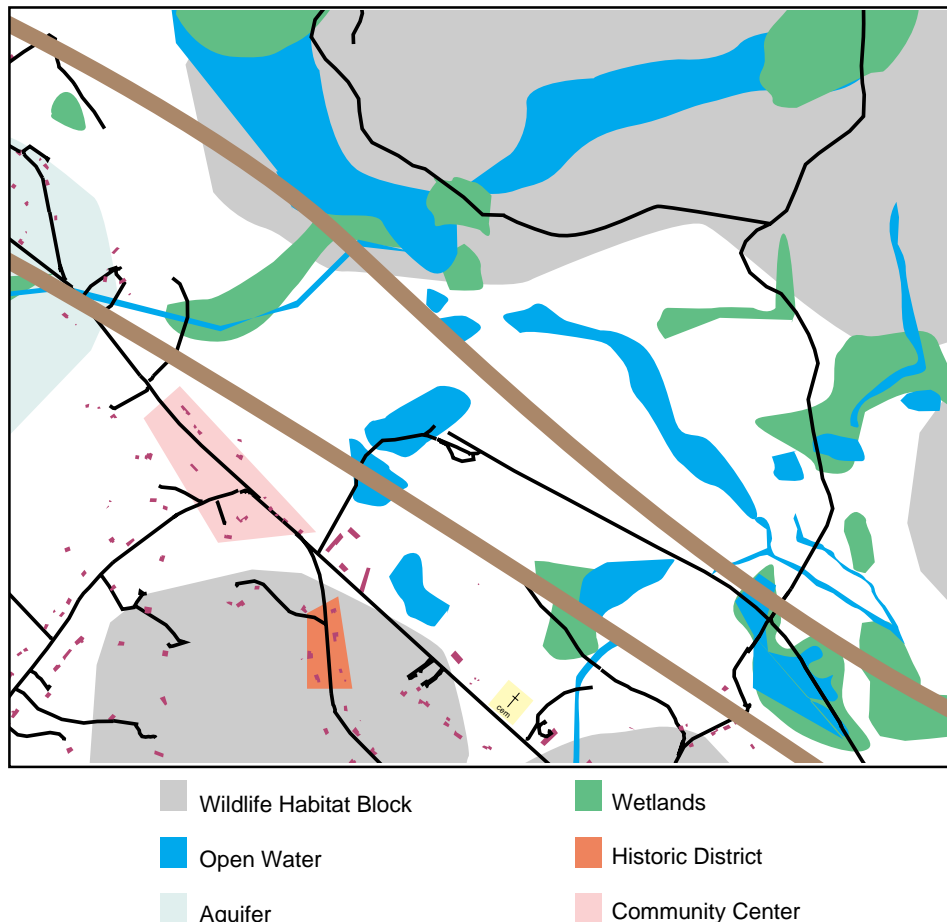 cem
Wildlife Habitat Block
Wetlands
Open Water
Historic District
Aquifer
Community Center